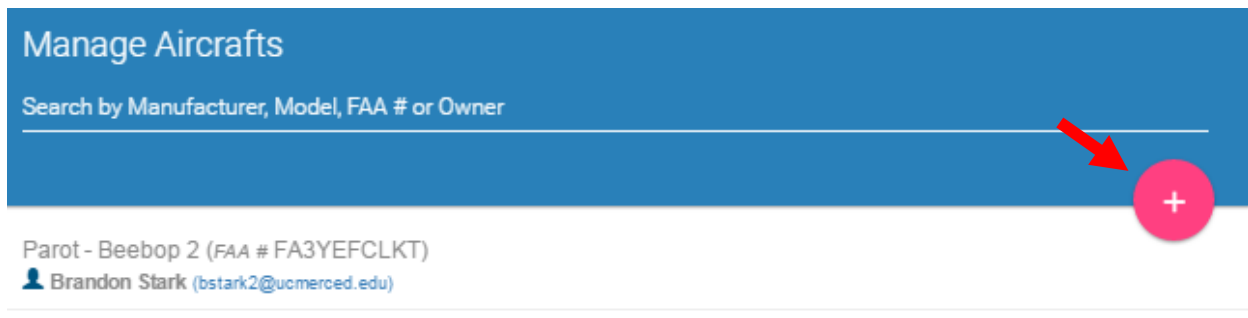 Manage Aircrafts
Search by Manufacturer, Model, FAA # or Owner
+
Parot - Beebop 2 (FAA # FA3YEFCLKT)
Brandon Stark (bstark2@ucmerced.edu)